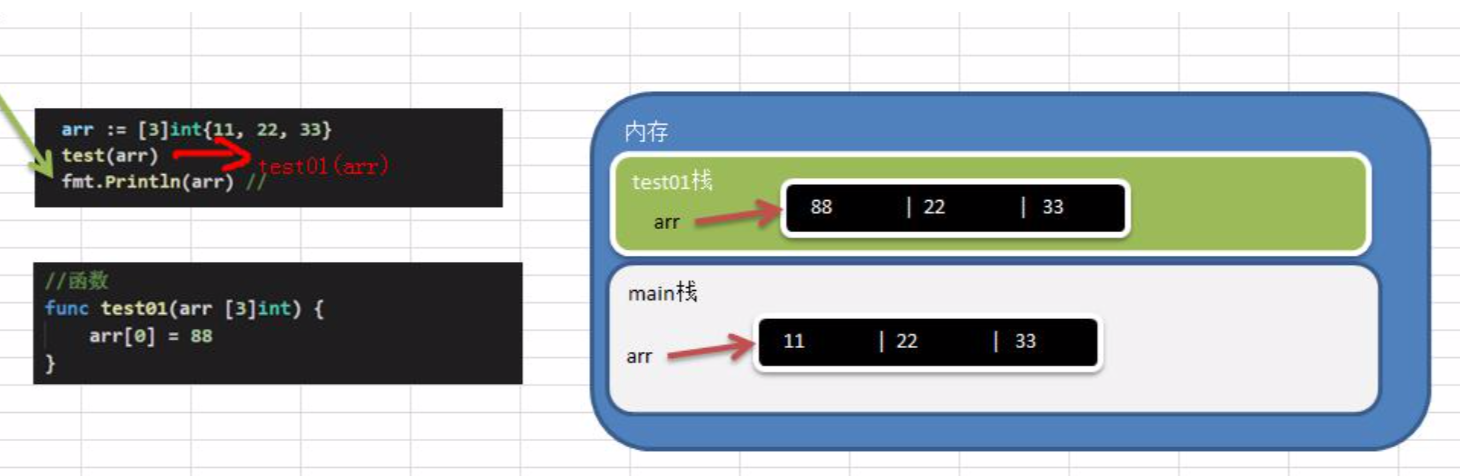 arr := [3]int{11, 22, 33}
test(arr) test01(arr)
fmt.Println(arr) //
//函数
func test01(arr [3]int) {
arr[0] = 88
}
内存
test01栈
arr 88 | 22 | 33
main栈
arr 11 | 22 | 33